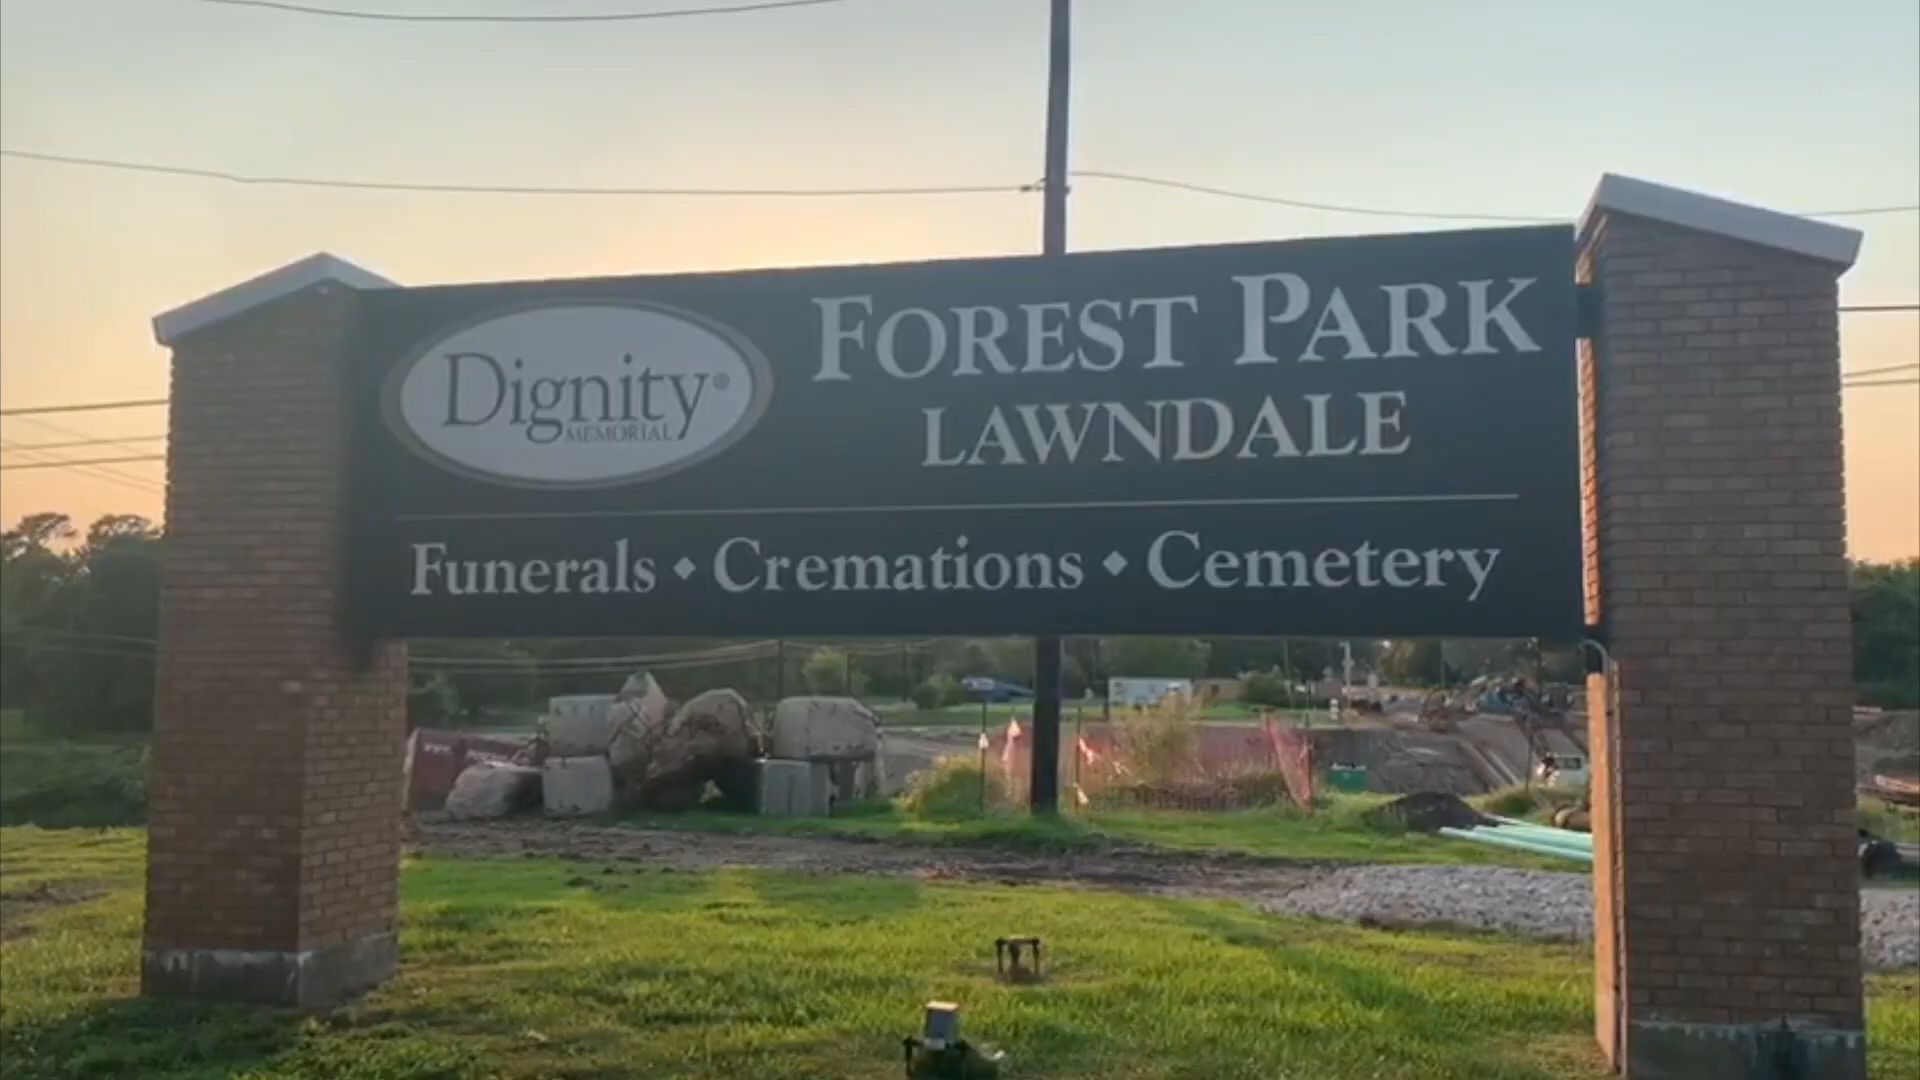 Dignity®
MEMORIAL
FOREST PARK
LAWNDALE
Funerals ◆ Cremations ◆ Cemetery